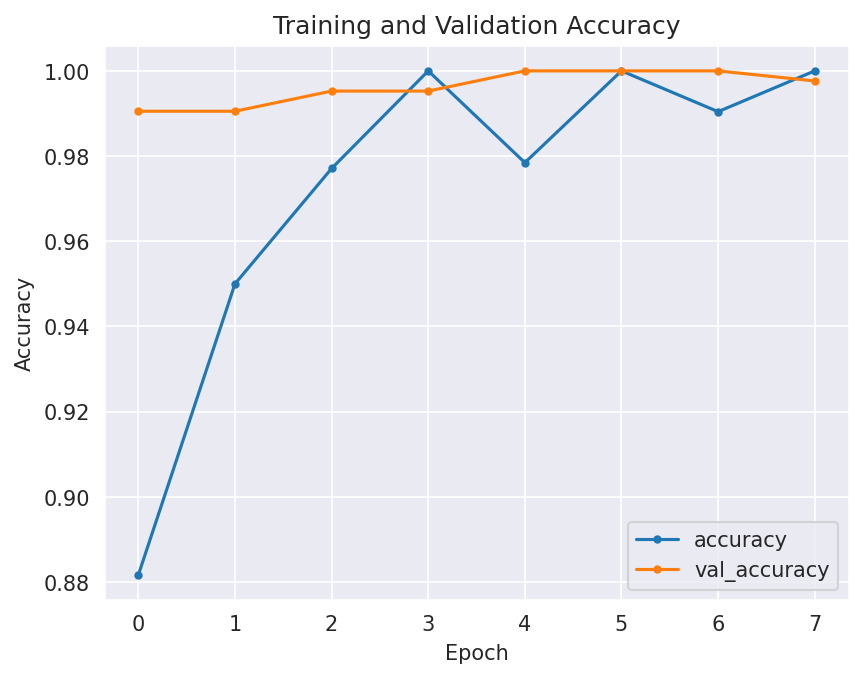 Training and Validation Accuracy
Accuracy
1.00
0.98
0.96
0.94
0.92
0.90
0.88
accuracy
val_accuracy
0 1 2 3 4 5 6 7
Epoch